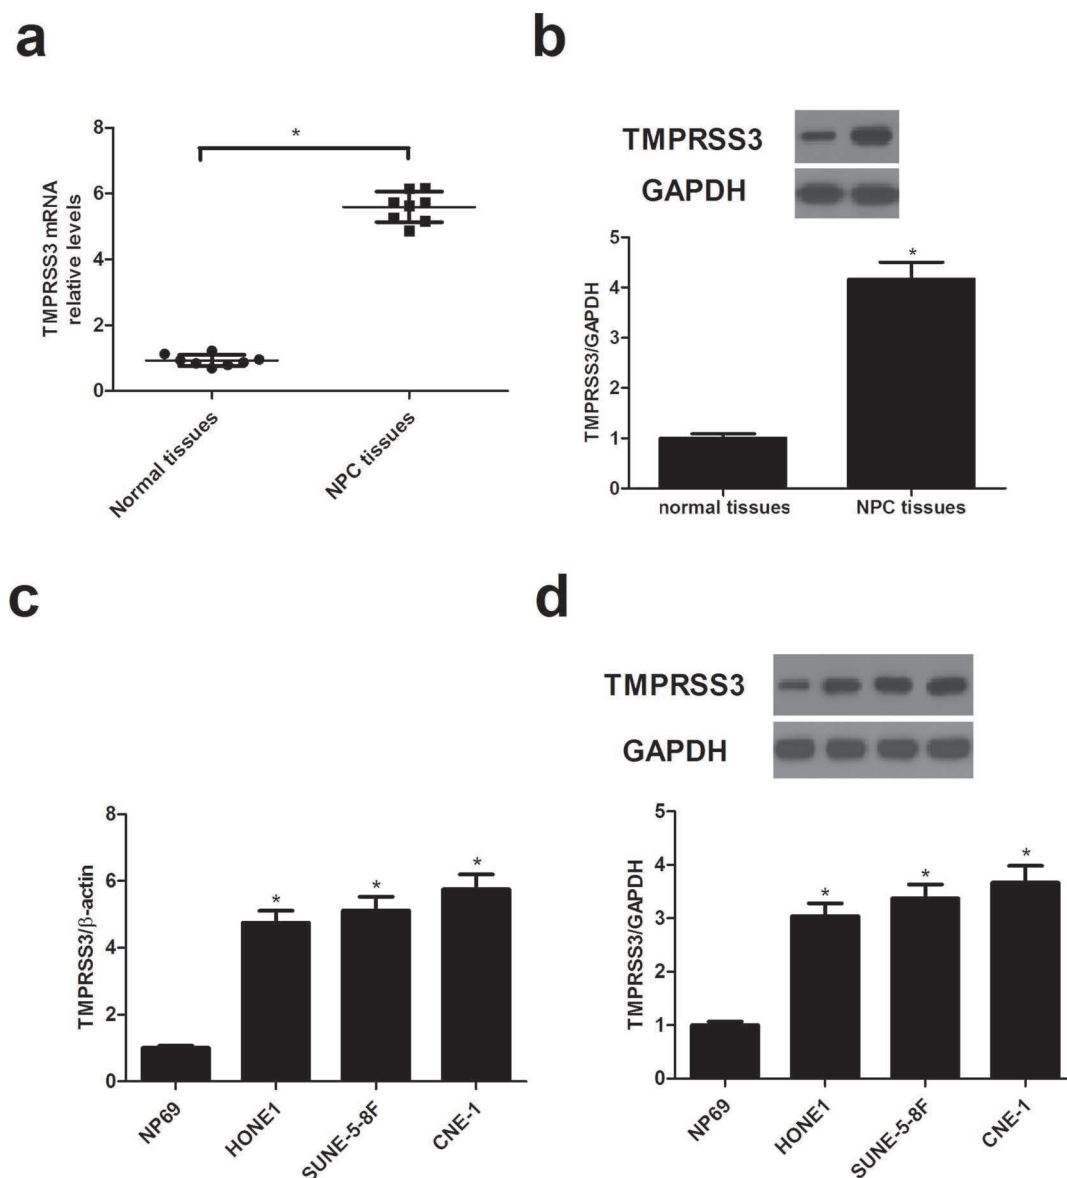 a
8
6
4
2
0
TMPRSS3 mRNA
relative levels
*
Normal tissues
NPC tissues
b
TMPRSS3
GAPDH
5
4
3
2
1
0
TMPRSS3/GAPDH
*
normal tissues
NPC tissues
c
8
6
4
2
0
TMPRSS3/β-actin
*
*
*
NP69
HONE1
SUNE-5-8F
CNE-1
d
TMPRSS3
GAPDH
5
4
3
2
1
0
TMPRSS3/GAPDH
*
*
*
NP69
HONE1
SUNE-5-8F
CNE-1